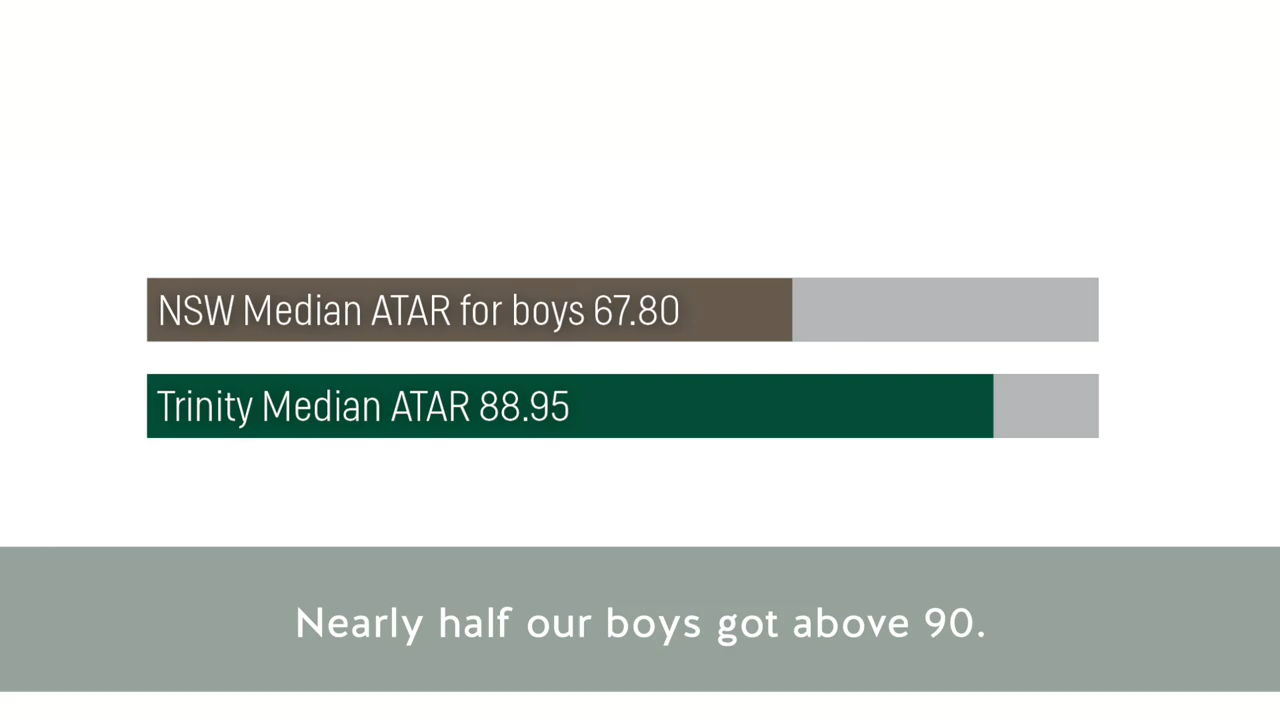 NSW Median ATAR for boys 67.80
Trinity Median ATAR 88.95
Nearly half our boys got above 90.